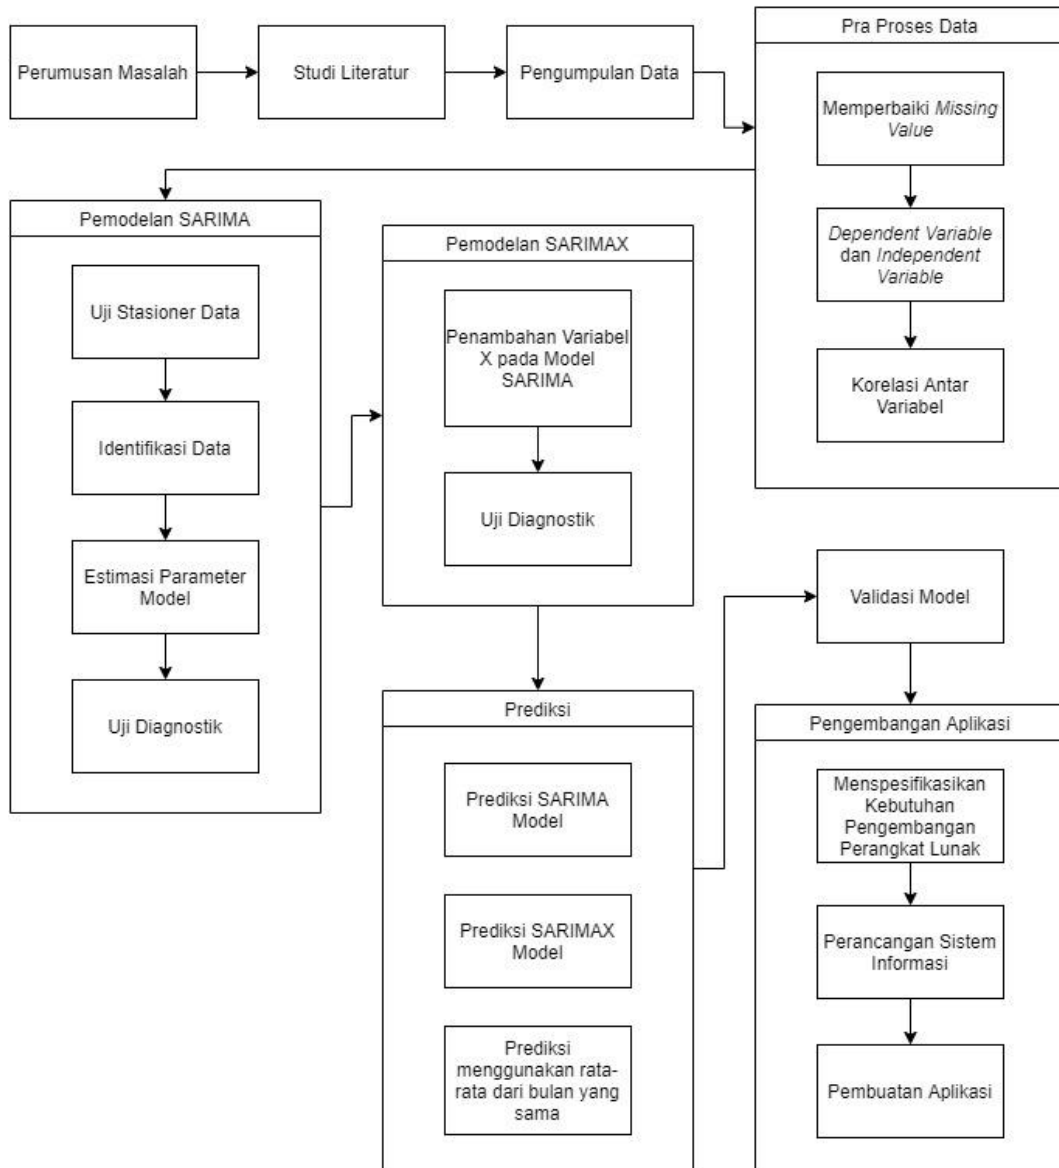 Perumusan Masalah
Studi Literatur
Pengumpulan Data
Pra Proses Data
Memperbaiki Missing
Value
Dependent Variable
dan Independent
Variable
Korelasi Antar
Variabel
Pemodelan SARIMA
Uji Stasioner Data
Identifikasi Data
Estimasi Parameter
Model
Uji Diagnostik
Pemodelan SARIMAX
Penambahan Variabel
X pada Model
SARIMA
Uji Diagnostik
Prediksi
Prediksi SARIMA
Model
Prediksi SARIMAX
Model
Prediksi
menggunakan rata-
rata dari bulan yang
sama
Validasi Model
Pengembangan Aplikasi
Menspesifikasikan
Kebutuhan
Pengembangan
Perangkat Lunak
Perancangan Sistem
Informasi
Pembuatan Aplikasi